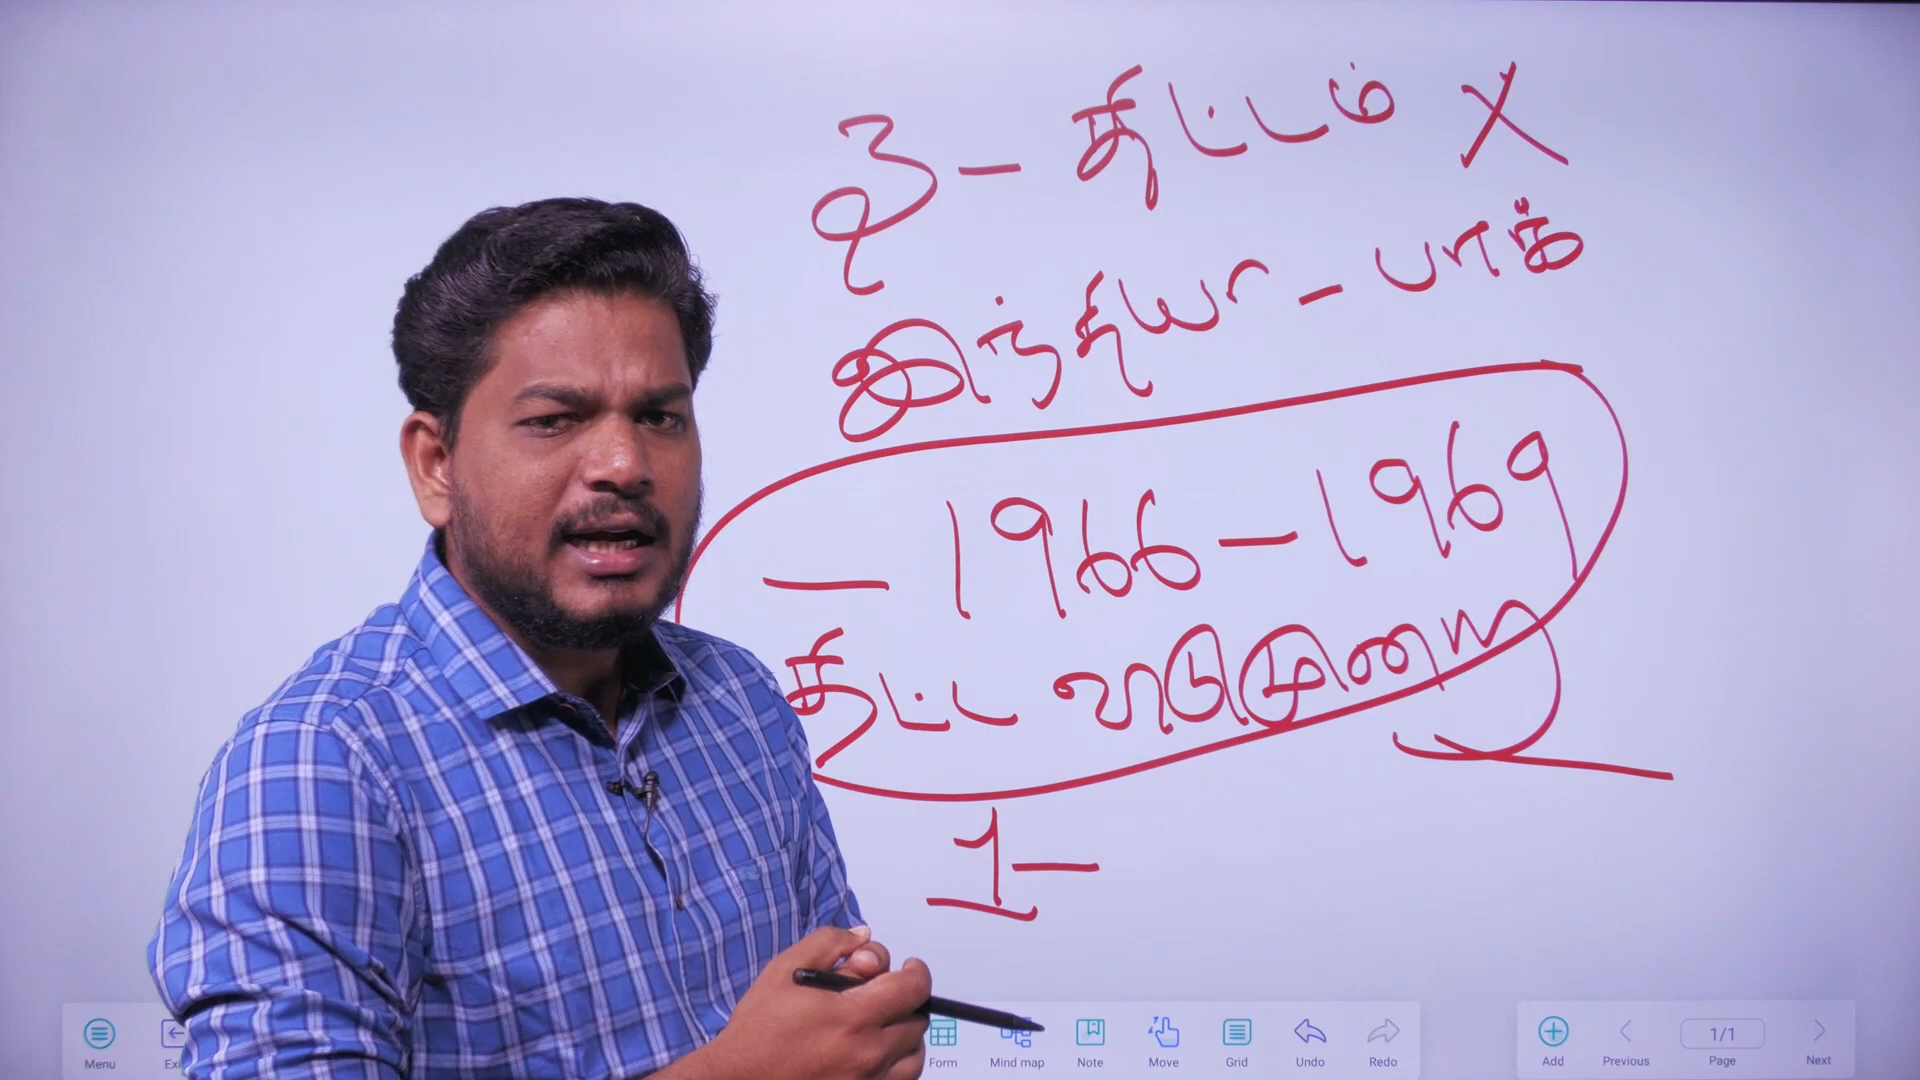 3 - திட்டம் X
இந்தியா - பாக்
- 1966 - 1969
திட்ட விடுமுறை
1 -
Menu Exi Form Mind map Note Move Grid Undo Redo Add Previous 1/1 Page Next